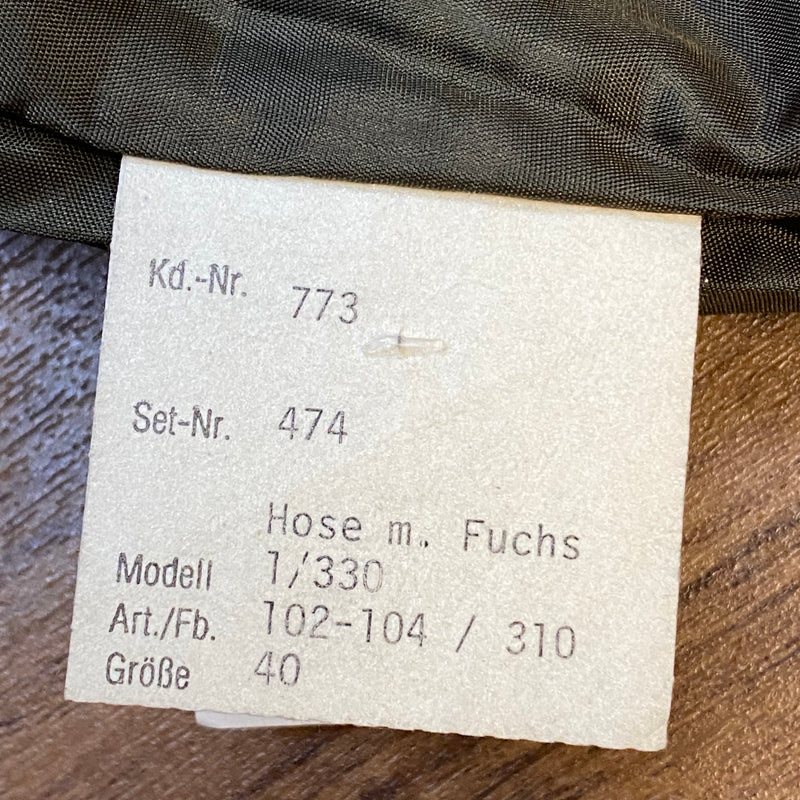 Kd.-Nr. 773
Set-Nr. 474
Hose m. Fuchs
Modell 1/330
Art./Fb. 102-104 / 310
Größe 40